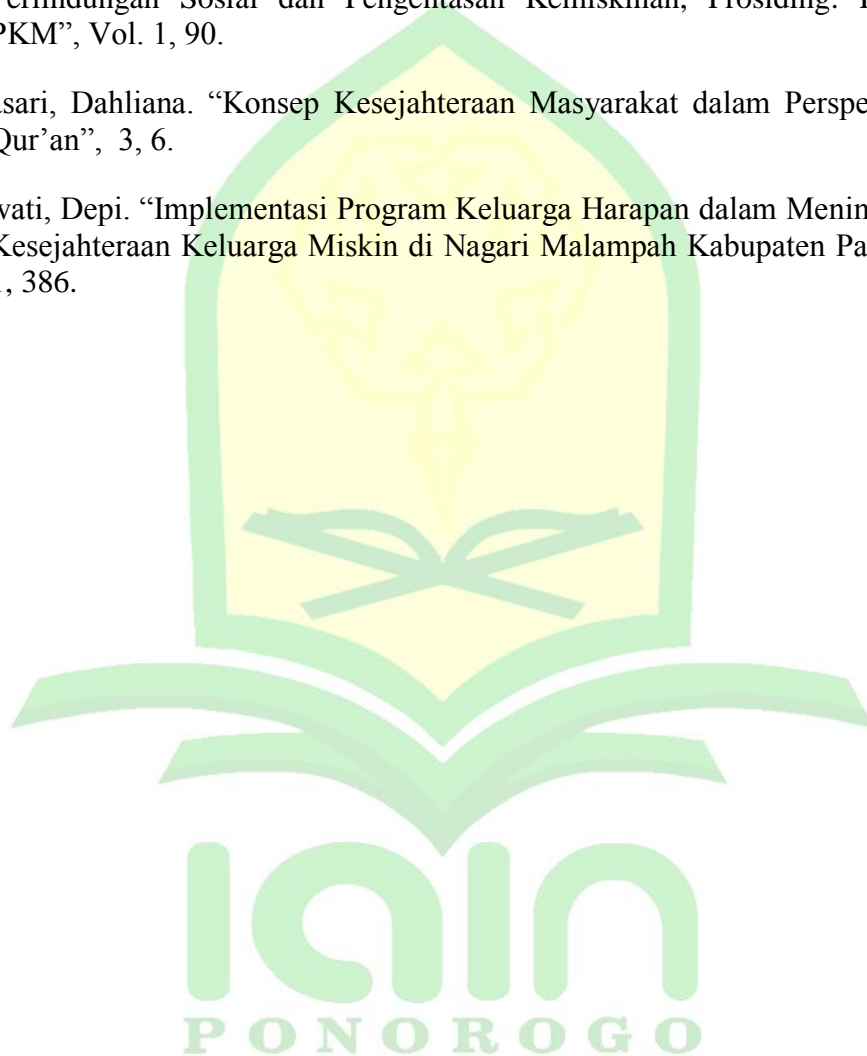 Perlindungan Sosial dan Pengentasan Kemiskinan, Prosiding:
PKM”, Vol. 1, 90.
sari, Dahliana. “Konsep Kesejahteraan Masyarakat dalam Perspe
Qur’an”, 3, 6.
wati, Depi. “Implementasi Program Keluarga Harapan dalam Menin
Kesejahteraan Keluarga Miskin di Nagari Malampah Kabupaten Pa
, 386.
IAIN
PONOROGO